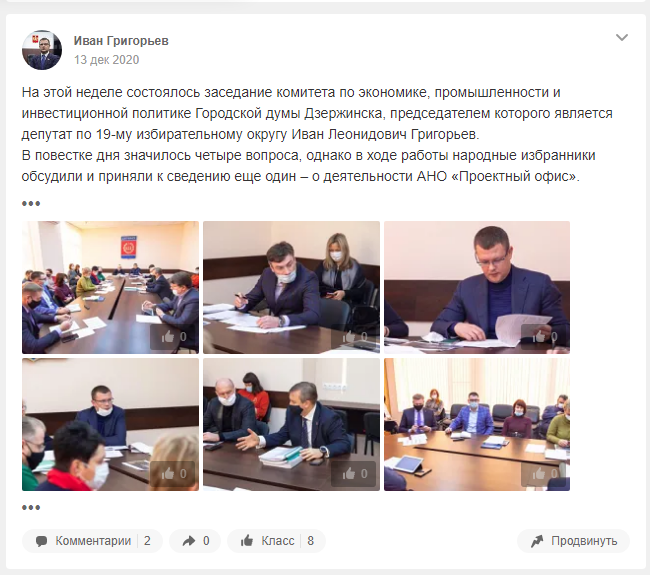 Иван Григорьев
13 дек 2020
На этой неделе состоялось заседание комитета по экономике, промышленности и
инвестиционной политике Городской думы Дзержинска, председателем которого является
депутат по 19-му избирательному округу Иван Леонидович Григорьев.
В повестке дня значилось четыре вопроса, однако в ходе работы народные избранники
обсудили и приняли к сведению еще один – о деятельности АНО «Проектный офис».
•••
0
0
0
0
0
0
•••
Комментарии 2 0 Класс 8 Продвинуть